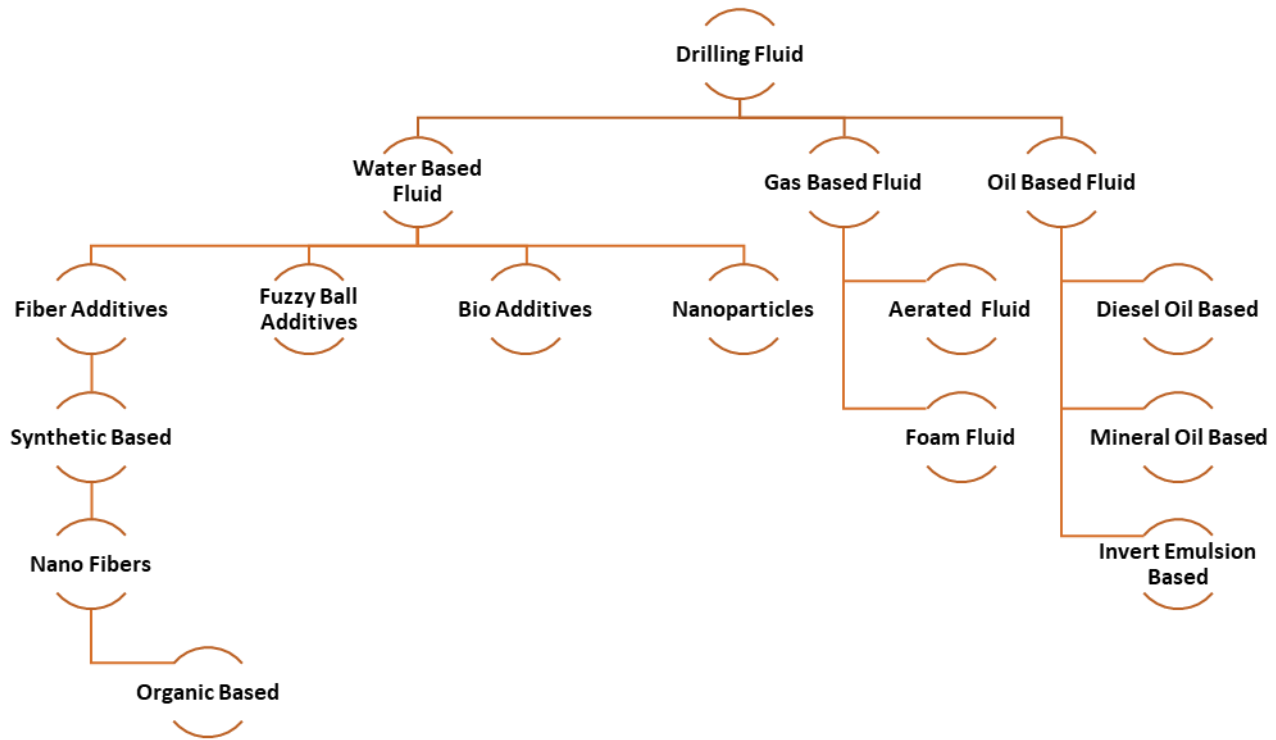 Drilling Fluid
Water Based
Fluid
Gas Based Fluid
Oil Based Fluid
Fiber Additives
Fuzzy Ball
Additives
Bio Additives
Nanoparticles
Aerated Fluid
Diesel Oil Based
Synthetic Based
Foam Fluid
Mineral Oil Based
Nano Fibers
Invert Emulsion
Based
Organic Based